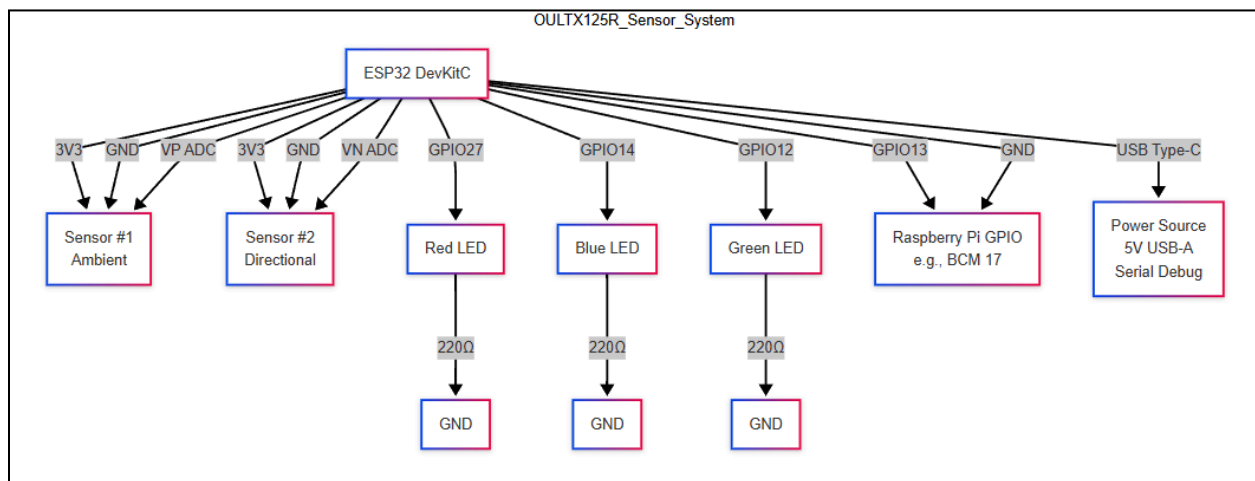 OULTX125R_Sensor_System
ESP32 DevKitC
3V3
GND
VP ADC
3V3
GND
VN ADC
GPIO27
GPIO14
GPIO12
GPIO13
GND
USB Type-C
Sensor #1
Ambient
Sensor #2
Directional
Red LED
Blue LED
Green LED
Raspberry Pi GPIO
e.g., BCM 17
Power Source
5V USB-A
Serial Debug
220Ω
220Ω
220Ω
GND
GND
GND